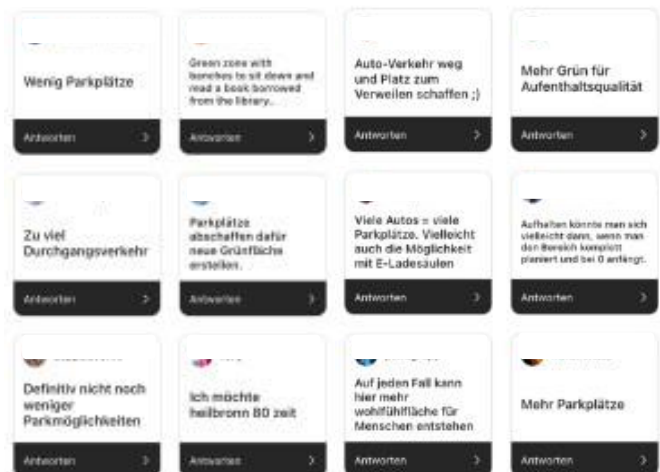 Wenig Parkplätze
Antworten
Green zone with
benches to sit down and
read a book borrowed
from the library..
Antworten
Auto-Verkehr weg
und Platz zum
Verweilen schaffen ;)
Antworten
Mehr Grün für
Aufenthaltsqualität
Antworten
Zu viel
Durchgangsverkehr
Antworten
Parkplätze
abschaffen dafür
neue Grünfläche
erstellen.
Antworten
Viele Autos = viele
Parkplätze. Vielleicht
auch die Möglichkeit
mit E-Ladesäulen
Antworten
Aufhalten könnte man sich
vielleicht dann, wenn man
den Bereich komplett
planiert und bei 0 anfängt.
Antworten
Definitiv nicht noch
weniger
Parkmöglichkeiten
Antworten
Ich möchte
heilbronn 80 zeit
Antworten
Auf jeden Fall kann
hier mehr
wohlfühlfläche für
Menschen entstehen
Antworten
Mehr Parkplätze
Antworten